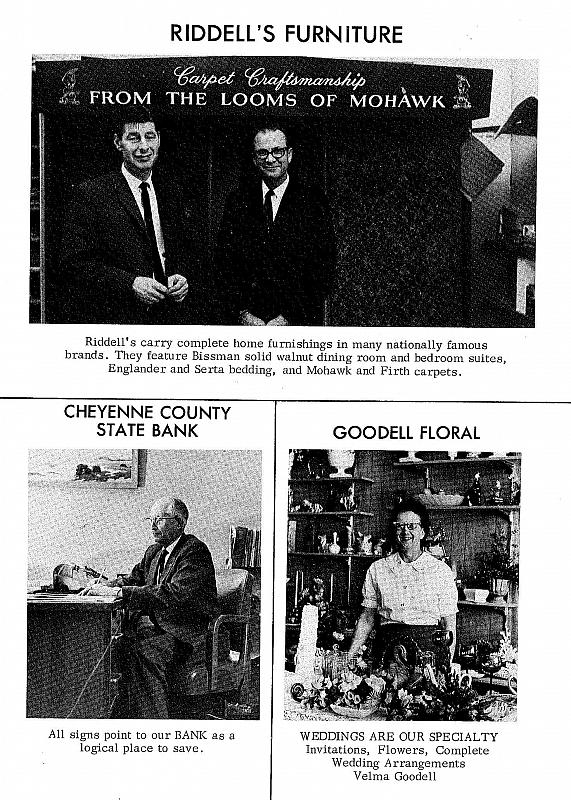 RIDDELL'S FURNITURE
Carpet Craftsmanship
FROM THE LOOMS OF MOHAWK
Riddell's carry complete home furnishings in many nationally famous
brands. They feature Bissman solid walnut dining room and bedroom suites,
Englander and Serta bedding, and Mohawk and Firth carpets.
CHEYENNE COUNTY
STATE BANK
All signs point to our BANK as a
logical place to save.
GOODELL FLORAL
WEDDINGS ARE OUR SPECIALTY
Invitations, Flowers, Complete
Wedding Arrangements
Velma Goodell